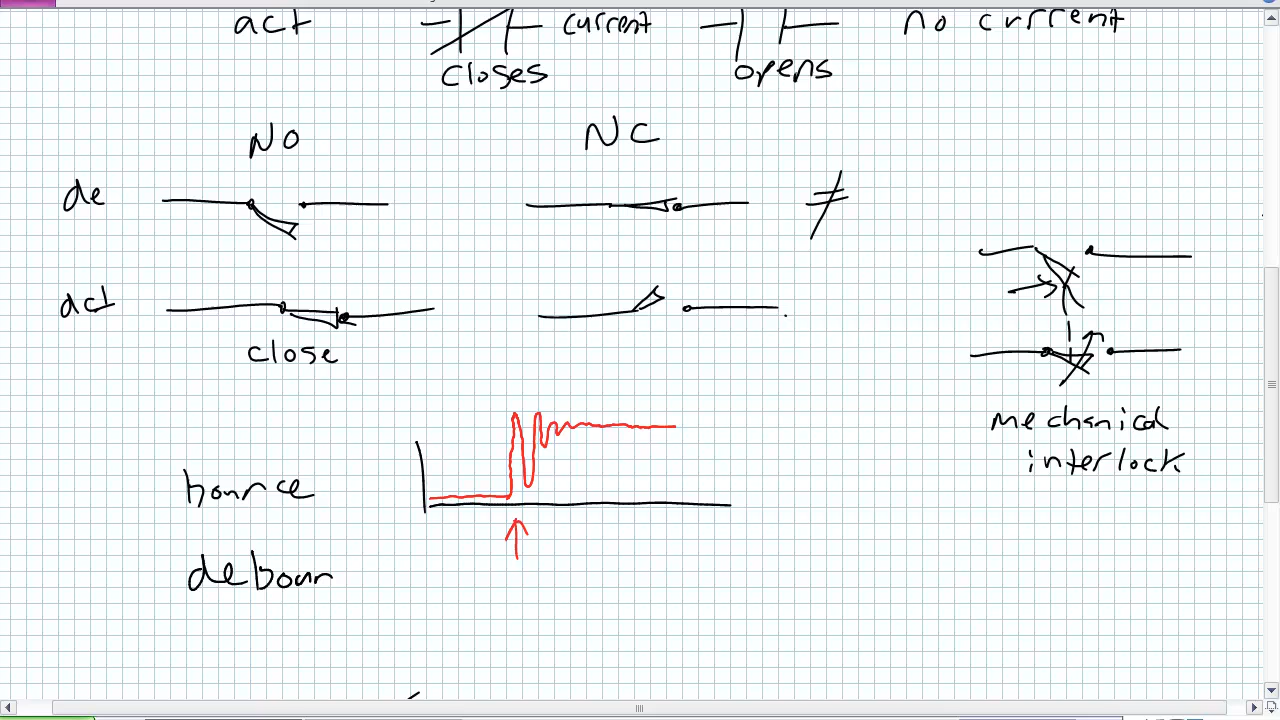 act current no current
closes opens
NO NC
de ≠
act
close
mechanical
interlock
bounce
deboun